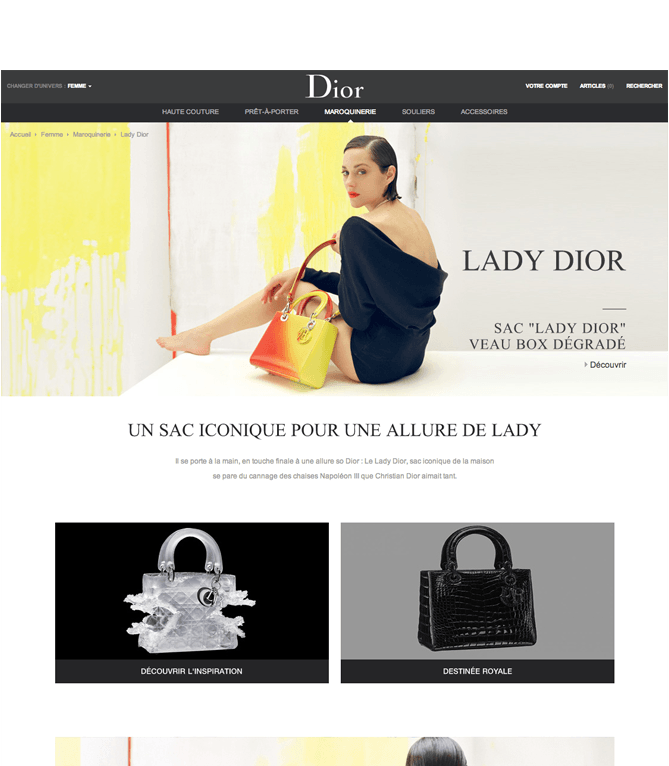 CHANGER D'UNIVERS : FEMME
Dior
VOTRE COMPTE
ARTICLES (0)
RECHERCHER
HAUTE COUTURE
PRÊT-À-PORTER
MAROQUINERIE
SOULIERS
ACCESSOIRES
Accueil › Femme › Maroquinerie › Lady Dior
LADY DIOR
SAC "LADY DIOR"
VEAU BOX DÉGRADÉ
Découvrir
UN SAC ICONIQUE POUR UNE ALLURE DE LADY
Il se porte à la main, en touche finale à une allure so Dior : Le Lady Dior, sac iconique de la maison
se pare du cannage des chaises Napoléon III que Christian Dior aimait tant.
DÉCOUVRIR L'INSPIRATION
DESTINÉE ROYALE